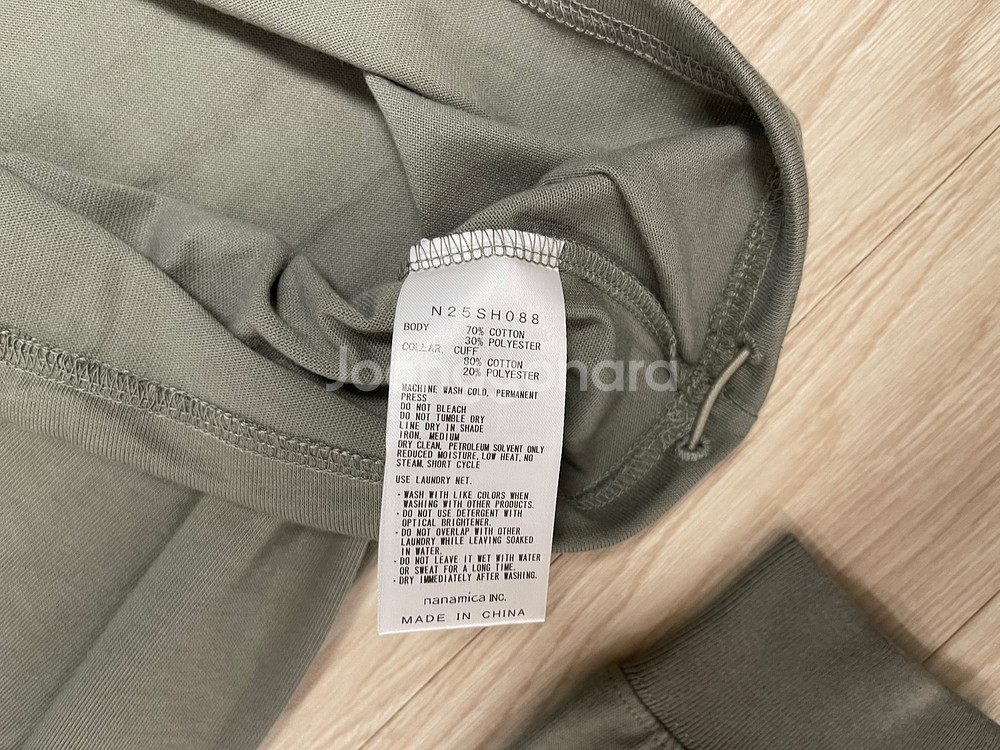 N25SH088
BODY 70% COTTON
30% POLYESTER
COLLAR, CUFF
80% COTTON
20% POLYESTER
MACHINE WASH COLD, PERMANENT
PRESS
DO NOT BLEACH
DO NOT TUMBLE DRY
LINE DRY IN SHADE
IRON, MEDIUM
DRY CLEAN, PETROLEUM SOLVENT ONLY
REDUCED MOISTURE, LOW HEAT, NO
STEAM, SHORT CYCLE
USE LAUNDRY NET.
・WASH WITH LIKE COLORS WHEN
WASHING WITH OTHER PRODUCTS.
・DO NOT USE DETERGENT WITH
OPTICAL BRIGHTENER.
・DO NOT OVERLAP WITH OTHER
LAUNDRY WHILE LEAVING SOAKED
IN WATER.
・DO NOT LEAVE IT WET WITH WATER
OR SWEAT FOR A LONG TIME.
・DRY IMMEDIATELY AFTER WASHING.
nanamica INC.
MADE IN CHINA